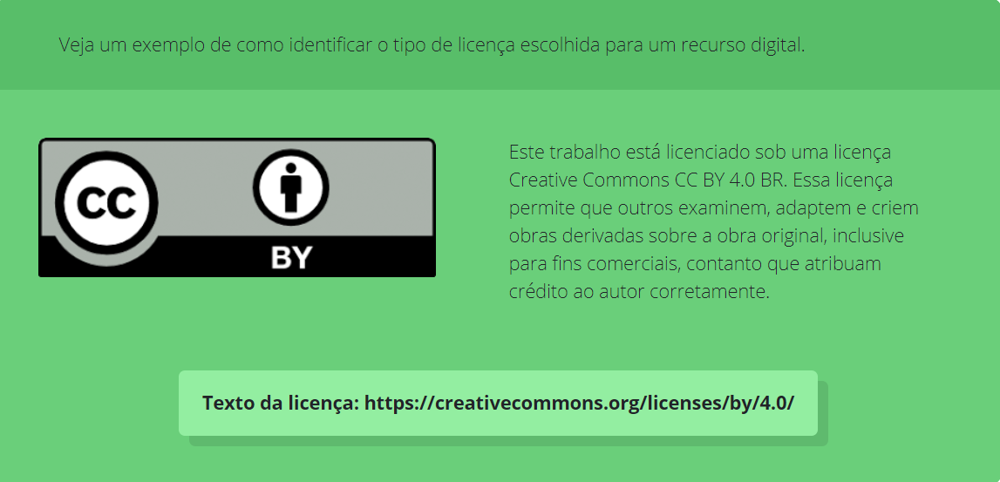 Veja um exemplo de como identificar o tipo de licença escolhida para um recurso digital.
CC
BY
Este trabalho está licenciado sob uma licença
Creative Commons CC BY 4.0 BR. Essa licença
permite que outros examinem, adaptem e criem
obras derivadas sobre a obra original, inclusive
para fins comerciais, contanto que atribuam
crédito ao autor corretamente.
Texto da licença: https://creativecommons.org/licenses/by/4.0/